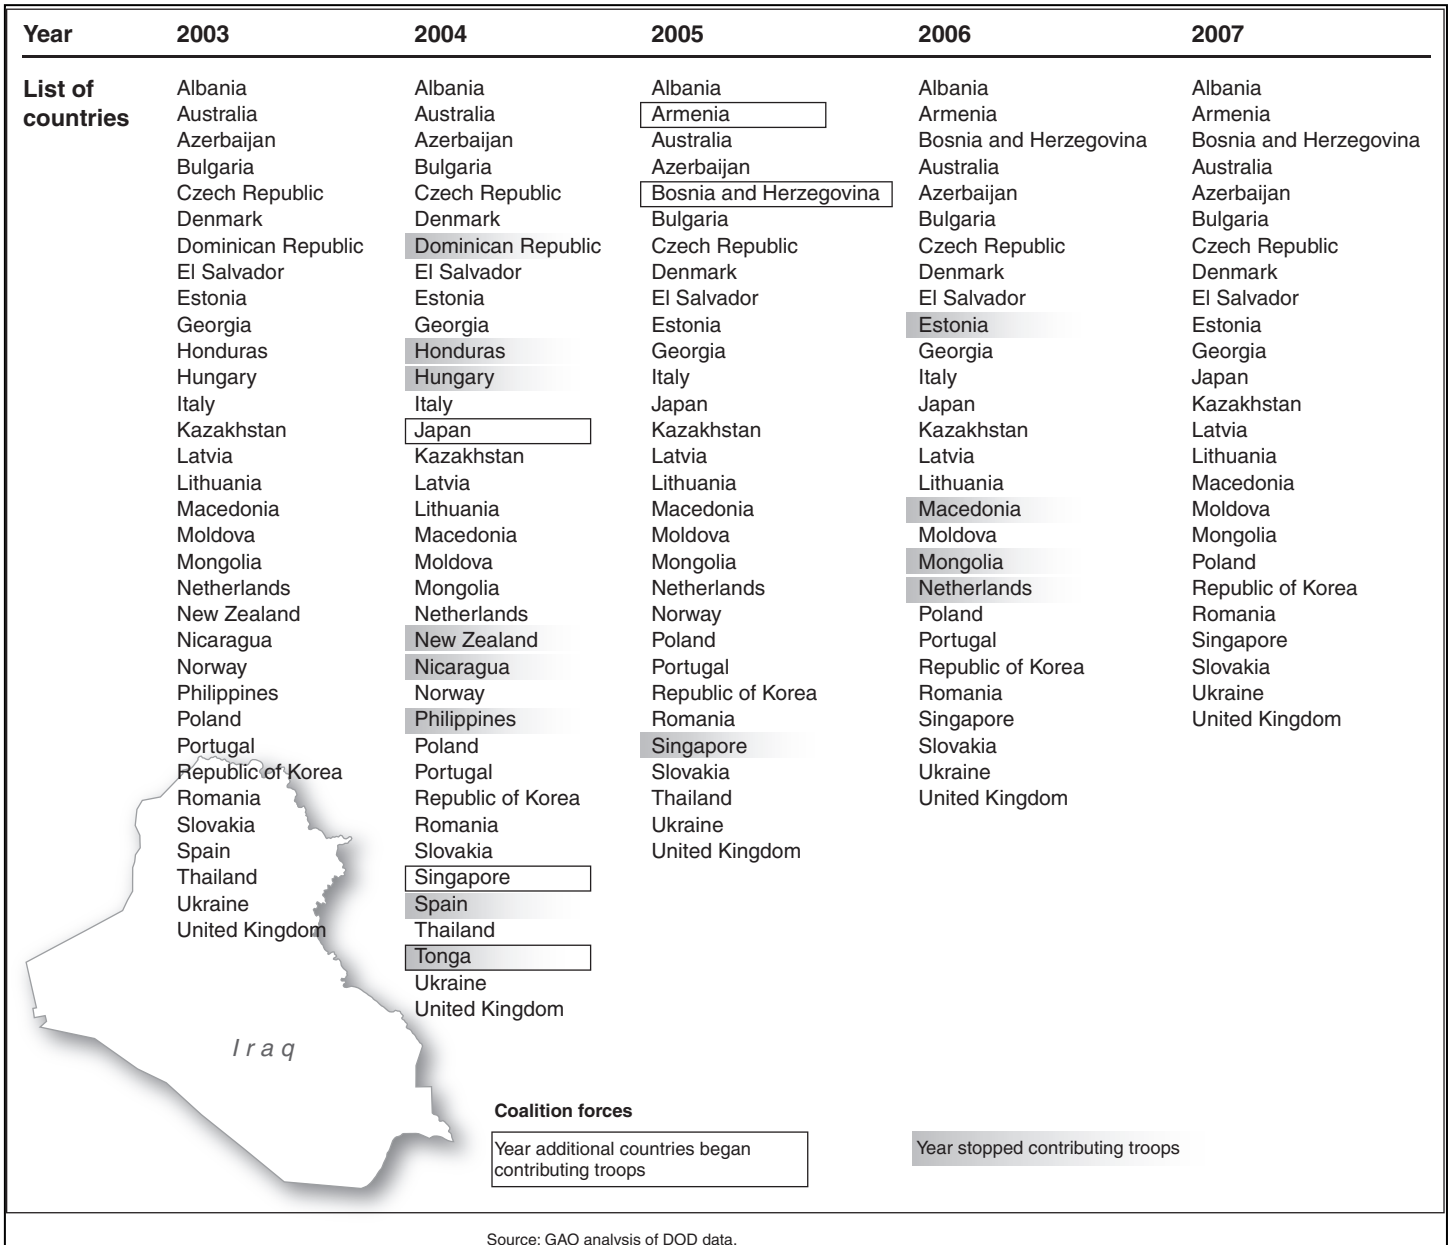 Year 2003 2004 2005 2006 2007
List of countries
Albania Albania Albania Albania Albania
Australia Australia Armenia Armenia Armenia
Azerbaijan Azerbaijan Australia Bosnia and Herzegovina Bosnia and Herzegovina
Bulgaria Bulgaria Azerbaijan Australia Australia
Czech Republic Czech Republic Bosnia and Herzegovina Azerbaijan Azerbaijan
Denmark Denmark Bulgaria Bulgaria Bulgaria
Dominican Republic Dominican Republic Czech Republic Czech Republic Czech Republic
El Salvador El Salvador Denmark Denmark Denmark
Estonia Estonia El Salvador El Salvador El Salvador
Georgia Georgia Estonia Estonia Estonia
Honduras Honduras Georgia Georgia Georgia
Hungary Hungary Italy Italy Japan
Italy Italy Japan Japan Kazakhstan
Kazakhstan Japan Kazakhstan Kazakhstan Latvia
Latvia Kazakhstan Latvia Latvia Lithuania
Lithuania Latvia Lithuania Lithuania Macedonia
Macedonia Lithuania Macedonia Macedonia Moldova
Moldova Macedonia Moldova Moldova Mongolia
Mongolia Moldova Mongolia Mongolia Poland
Netherlands Mongolia Netherlands Netherlands Republic of Korea
New Zealand Netherlands Norway Poland Romania
Nicaragua New Zealand Poland Portugal Singapore
Norway Nicaragua Portugal Republic of Korea Slovakia
Philippines Norway Republic of Korea Romania Ukraine
Poland Philippines Romania Singapore United Kingdom
Portugal Poland Singapore Slovakia
Republic of Korea Portugal Slovakia Ukraine
Romania Republic of Korea Thailand United Kingdom
Slovakia Romania Ukraine
Spain Slovakia United Kingdom
Thailand Singapore
Ukraine Spain
United Kingdom Thailand
Tonga
Ukraine
United Kingdom
Iraq
Coalition forces
Year additional countries began
contributing troops
Year stopped contributing troops
Source: GAO analysis of DOD data.